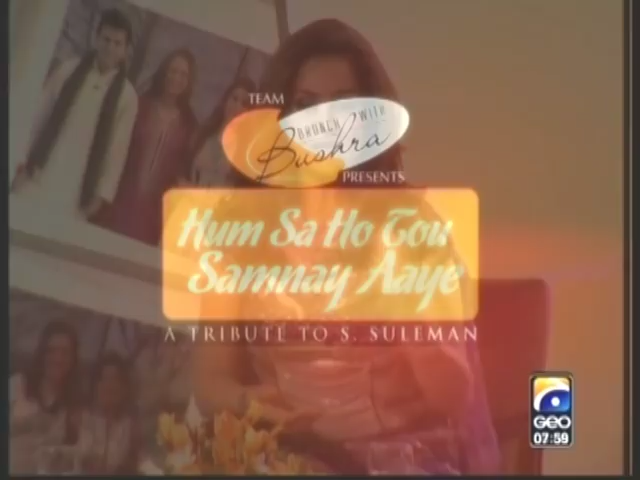 TEAM
BRUNCH WITH
Bushra
PRESENTS
Hum Sa Ho Tou
Samnay Aaye
A TRIBUTE TO S. SULEMAN
GEO
07:59